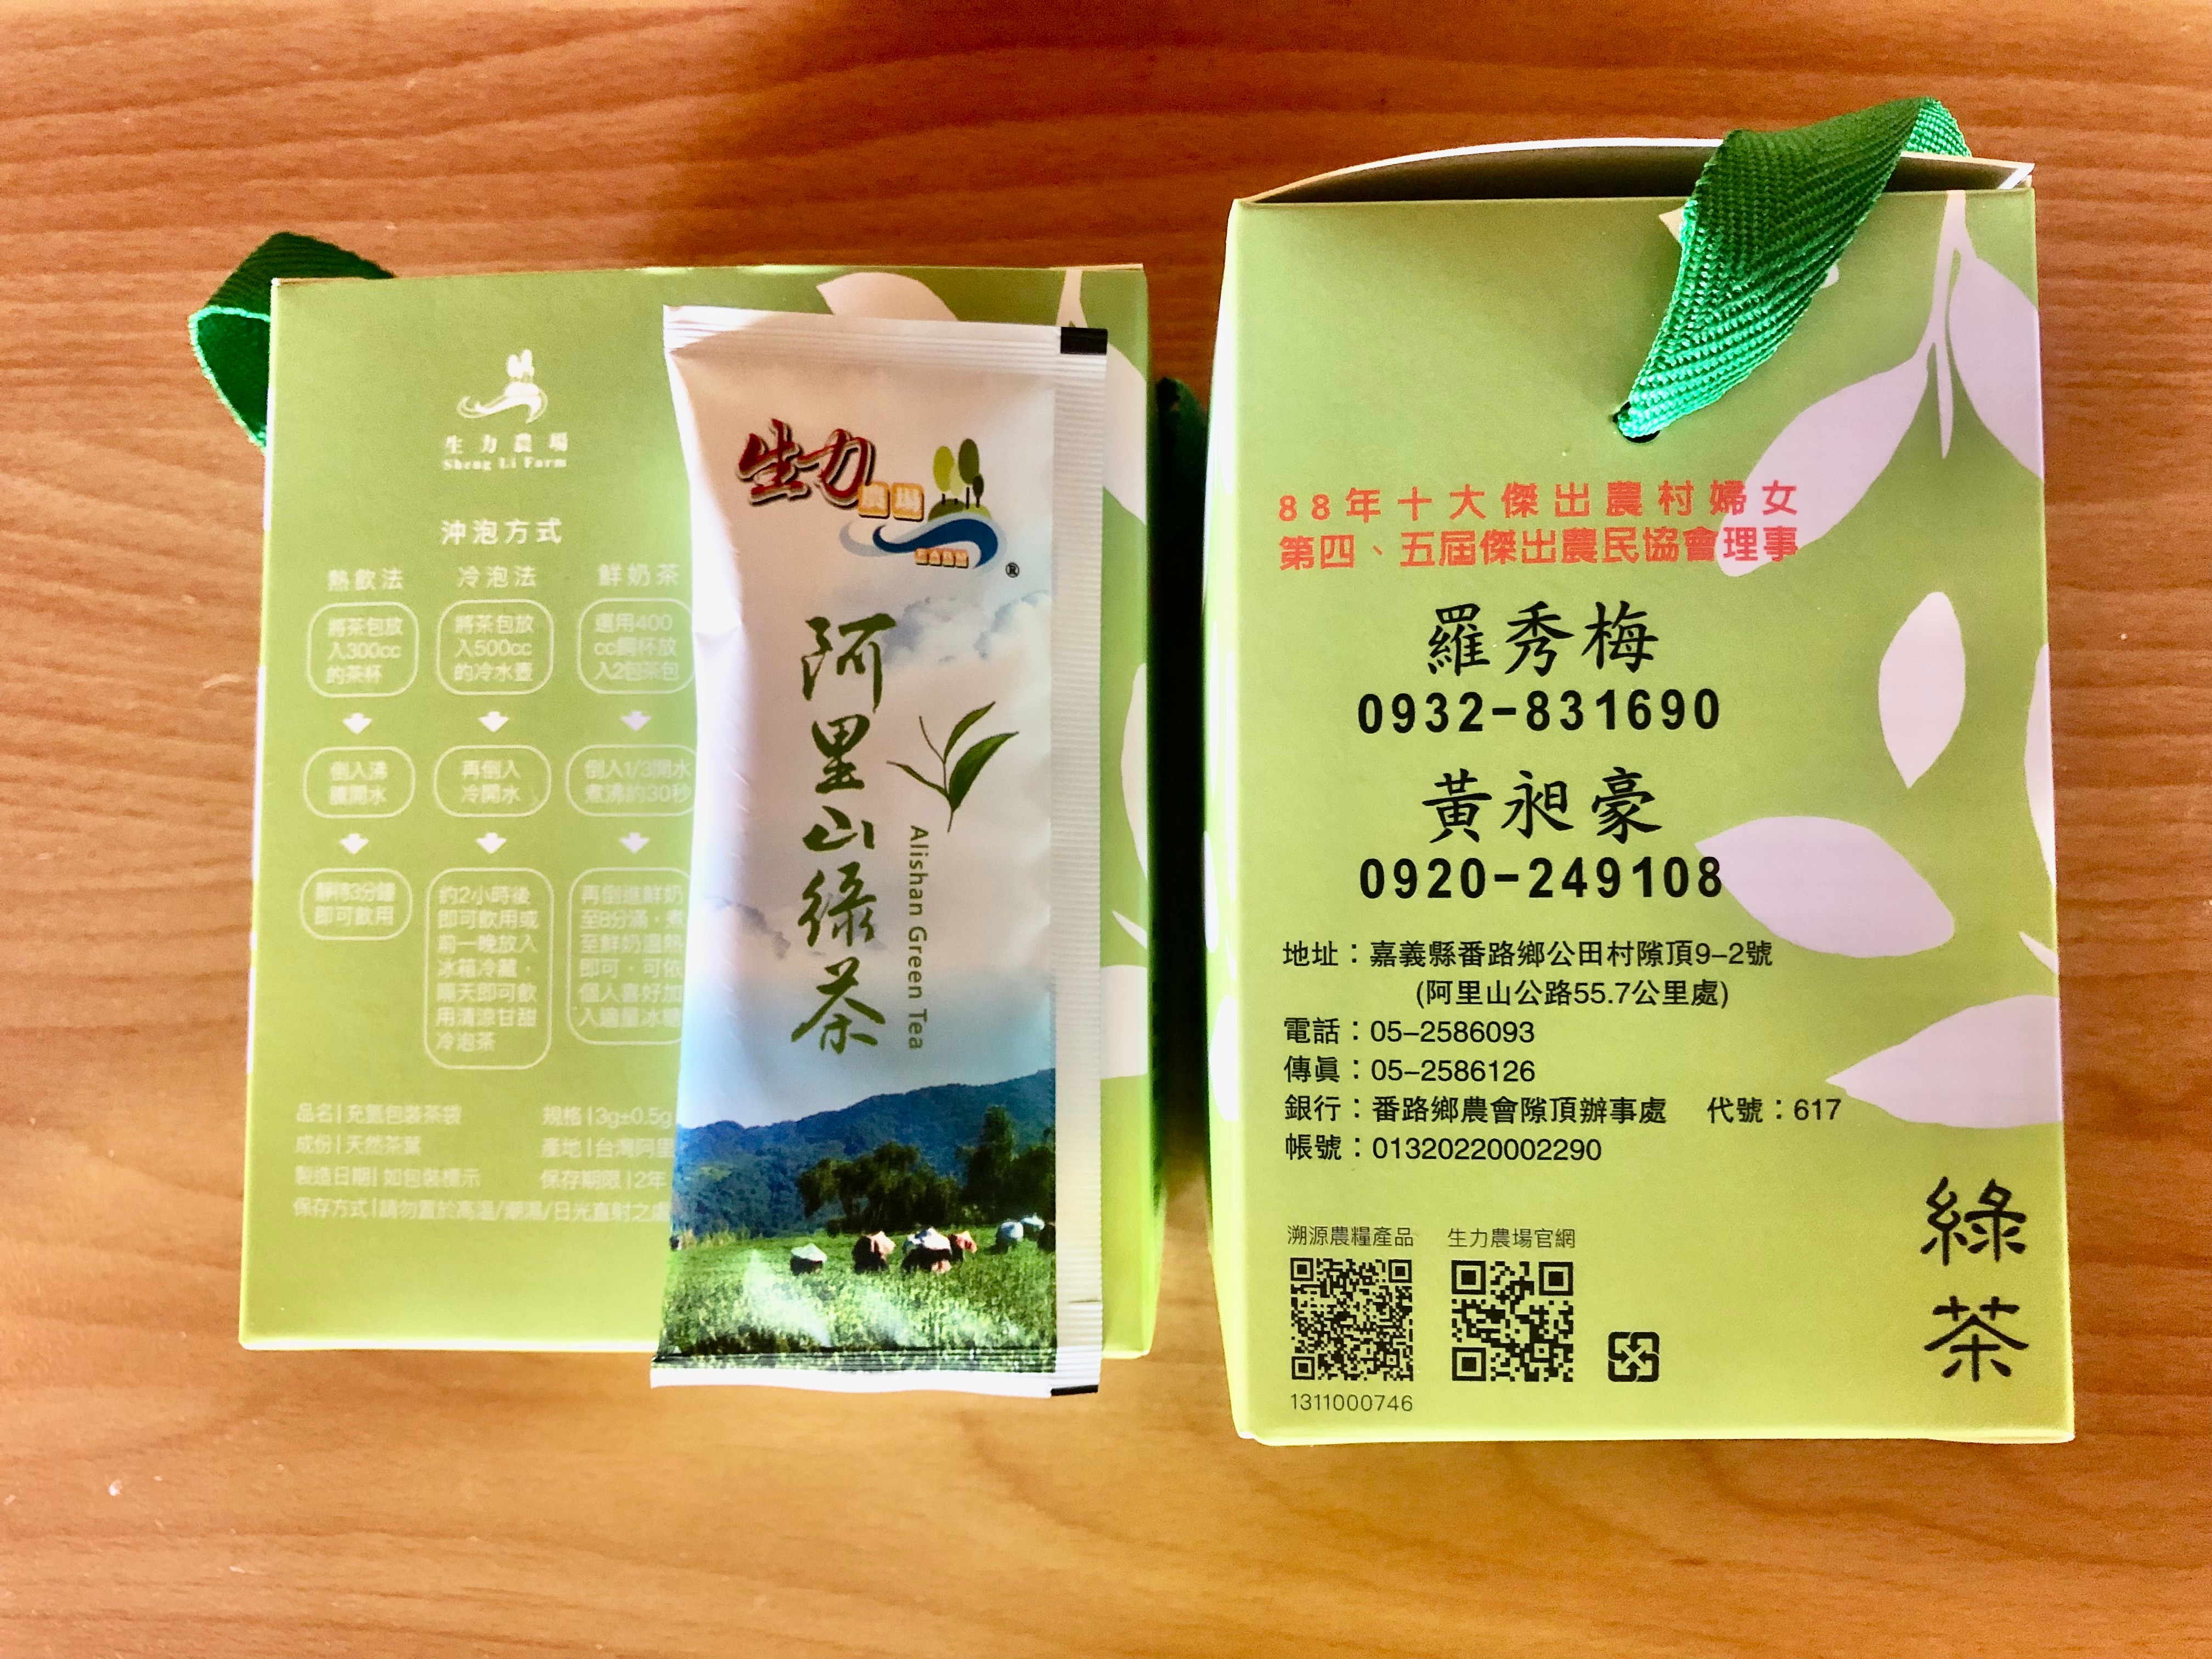 生力農場
Sheng Li Farm
沖泡方式
熱飲法
將茶包放
入300cc
的茶杯
倒入沸
騰開水
靜待3分鐘
即可飲用
冷泡法
將茶包放
入500cc
的冷水壺
再倒入
冷開水
約2小時後
即可飲用或
前一晚放入
冰箱冷藏，
隔天即可飲
用清涼甘甜
冷泡茶
鮮奶茶
選用400
cc鋼杯放
入2包茶包
倒入1/3開水
煮沸約30秒
再倒進鮮奶
至8分滿，煮
至鮮奶溫熱
即可，可依
個人喜好加
入適量冰糖
品名|充氮包裝茶袋
規格|3g±0.5g
成份|天然茶葉
產地|台灣阿里
製造日期|如包裝標示
保存期限|2年
保存方式|請勿置於高溫/潮濕/日光直射之處
生力
農場
®
阿里山綠茶
Alishan Green Tea
88年十大傑出農村婦女
第四、五屆傑出農民協會理事
羅秀梅
0932-831690
黃昶豪
0920-249108
地址：嘉義縣番路鄉公田村隙頂9-2號
(阿里山公路55.7公里處)
電話：05-2586093
傳眞：05-2586126
銀行：番路鄉農會隙頂辦事處 代號：617
帳號：01320220002290
溯源農糧產品
生力農場官網
1311000746
綠茶